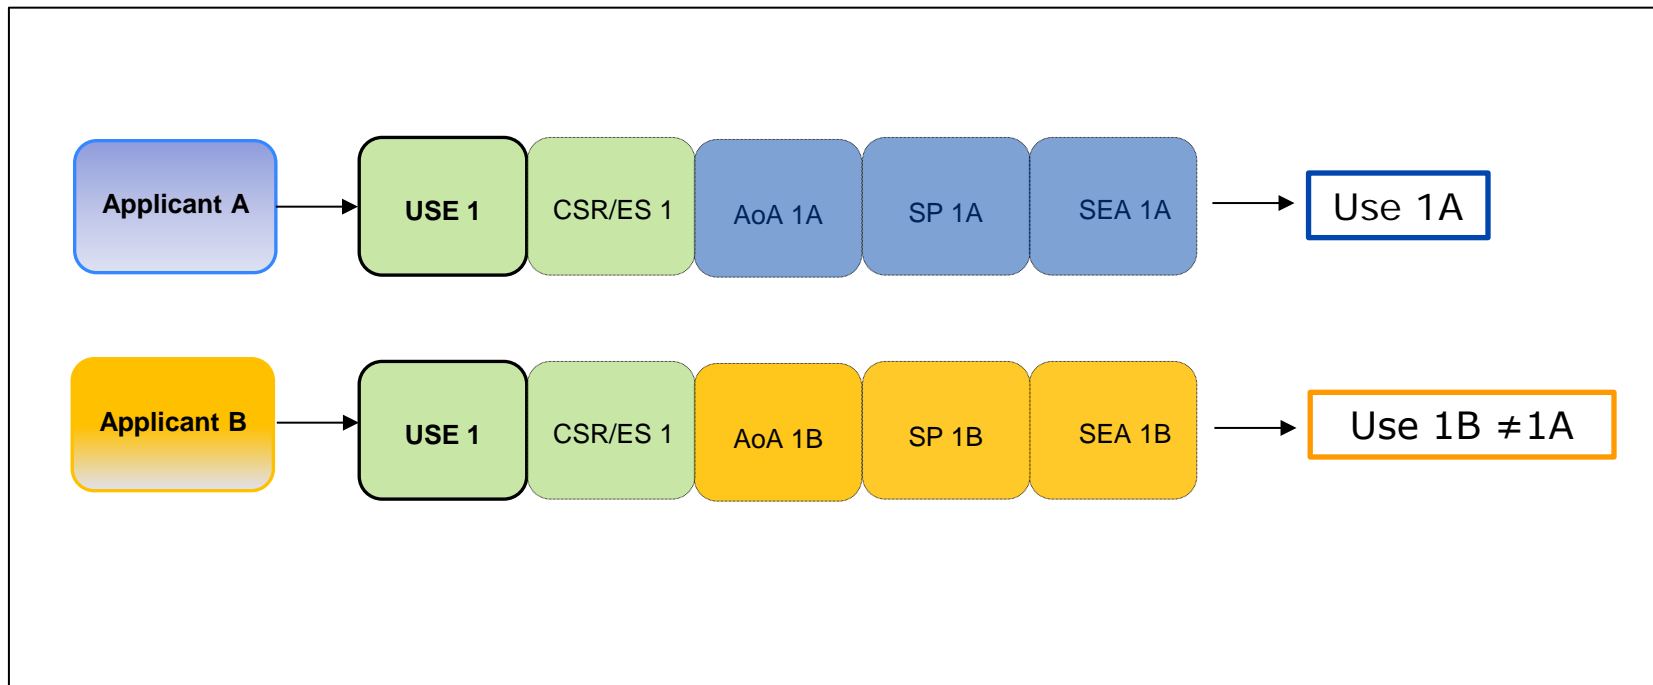 Applicant A
USE 1
CSR/ES 1
AoA 1A
SP 1A
SEA 1A
Use 1A
Applicant B
USE 1
CSR/ES 1
AoA 1B
SP 1B
SEA 1B
Use 1B ≠1A